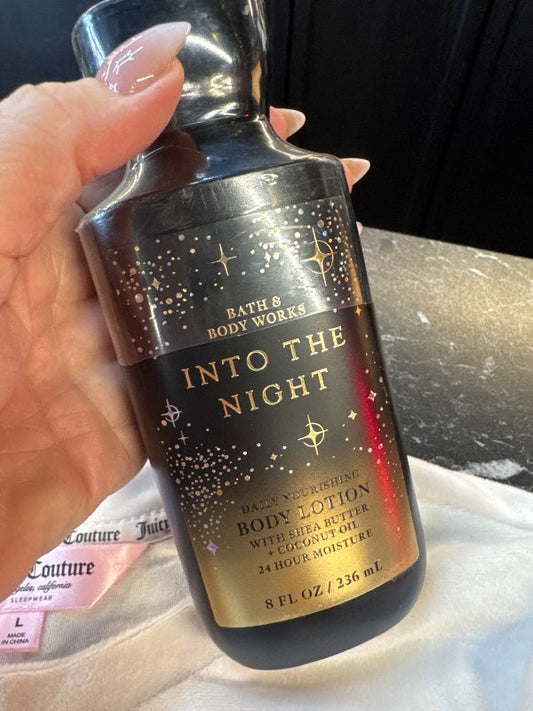 BATH &
BODY WORKS
INTO THE
NIGHT
DAILY NOURISHING
BODY LOTION
WITH SHEA BUTTER
+ COCONUT OIL
24 HOUR MOISTURE
8 FL OZ / 236 mL
Couture Juicy
Couture
california
SLEEPWEAR
L
MADE
IN CHINA